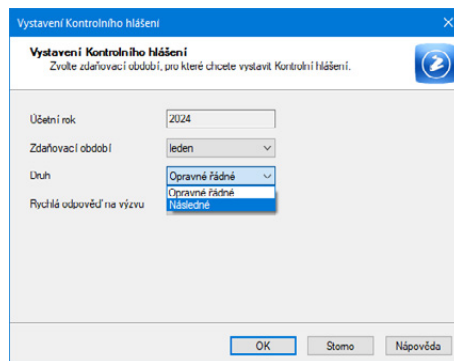 Vystavení Kontrolního hlášení
Vystavení Kontrolního hlášení
Zvolte zdaňovací období, pro které chcete vystavit Kontrolní hlášení.
Účetní rok 2024
Zdaňovací období leden
Druh Opravné řádné
Opravné řádné
Rychlá odpověď na výzvu Následné
OK Storno Nápověda